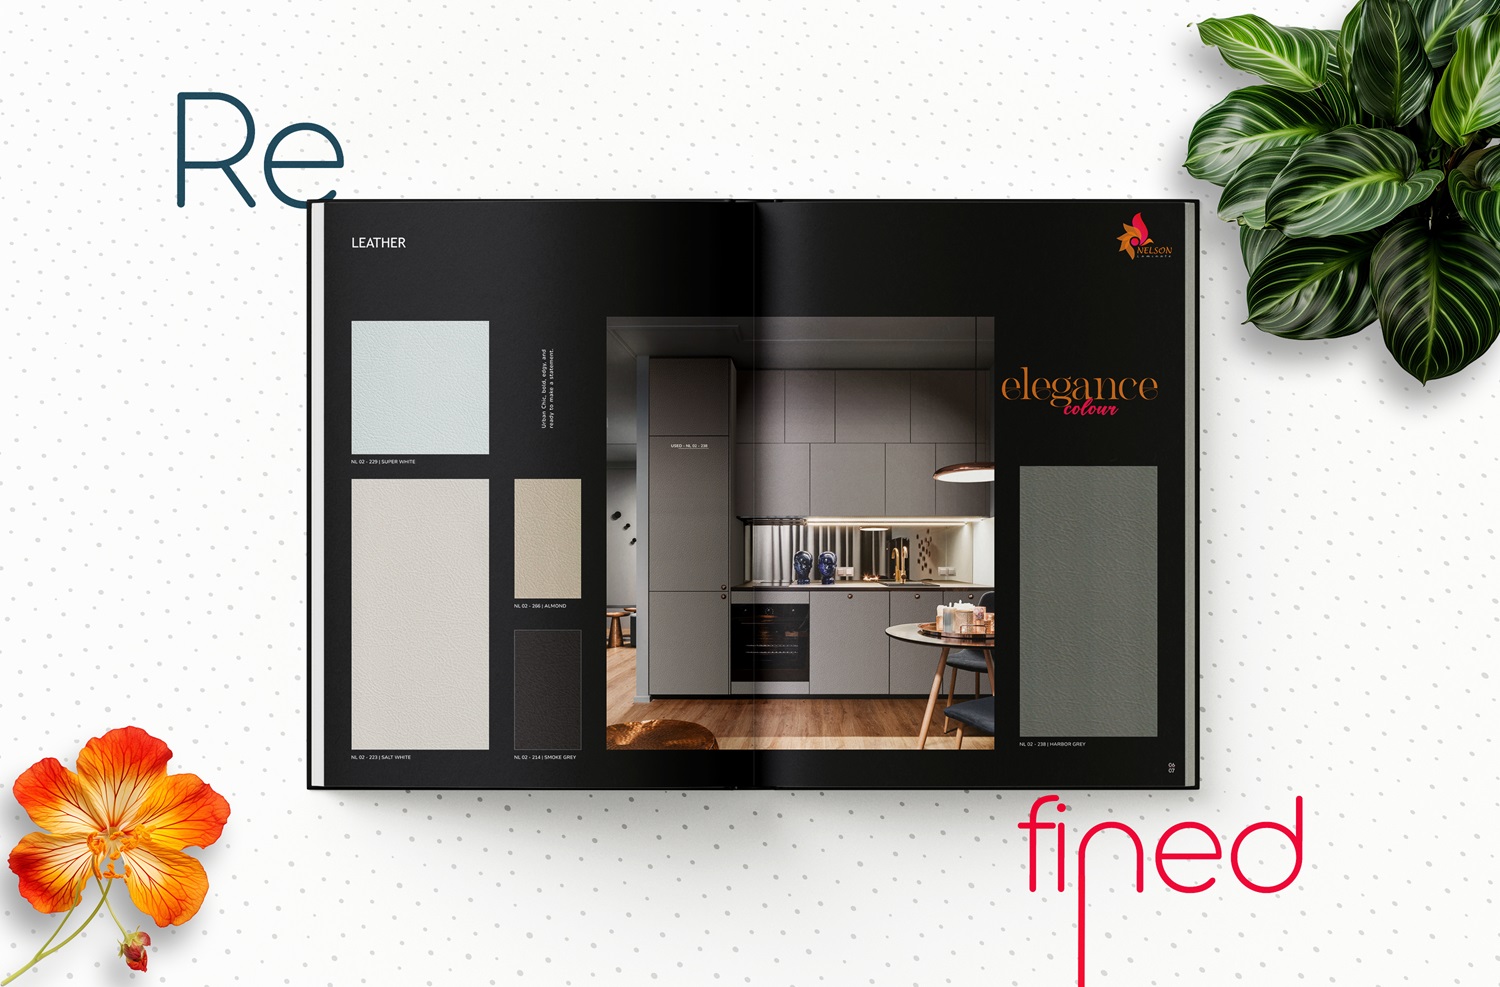 Re
LEATHER
NELSON
Laminate
Urban Chic, bold, edgy, and
ready to make a statement.
elegance
colour
USED - NL 02 - 238
NL 02 - 229 | SUPER WHITE
NL 02 - 266 | ALMOND
NL 02 - 223 | SALT WHITE
NL 02 - 214 | SMOKE GREY
NL 02 - 238 | HARBOR GREY
06
07
fined